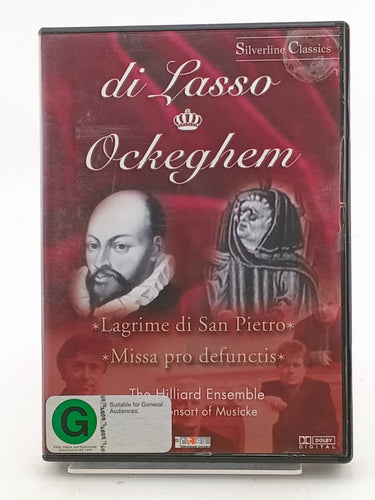 Silverline Classics
di Lasso
Ockeghem
*Lagrime di San Pietro*
*Missa pro defunctis*
The Hilliard Ensemble
onsort of Musicke
G
Suitable for General
Audiences.
DOLBY
DIGITAL